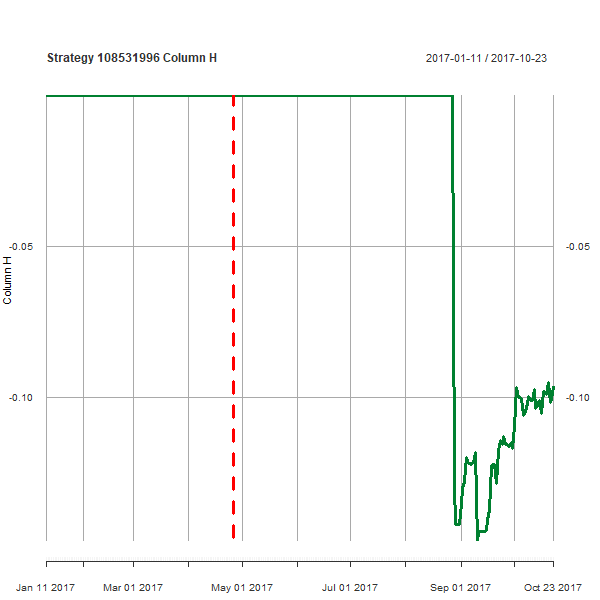 Strategy 108531996 Column H
2017-01-11 / 2017-10-23
-0.05
-0.05
Column H
-0.10
-0.10
Jan 11 2017
Mar 01 2017
May 01 2017
Jul 01 2017
Sep 01 2017
Oct 23 2017